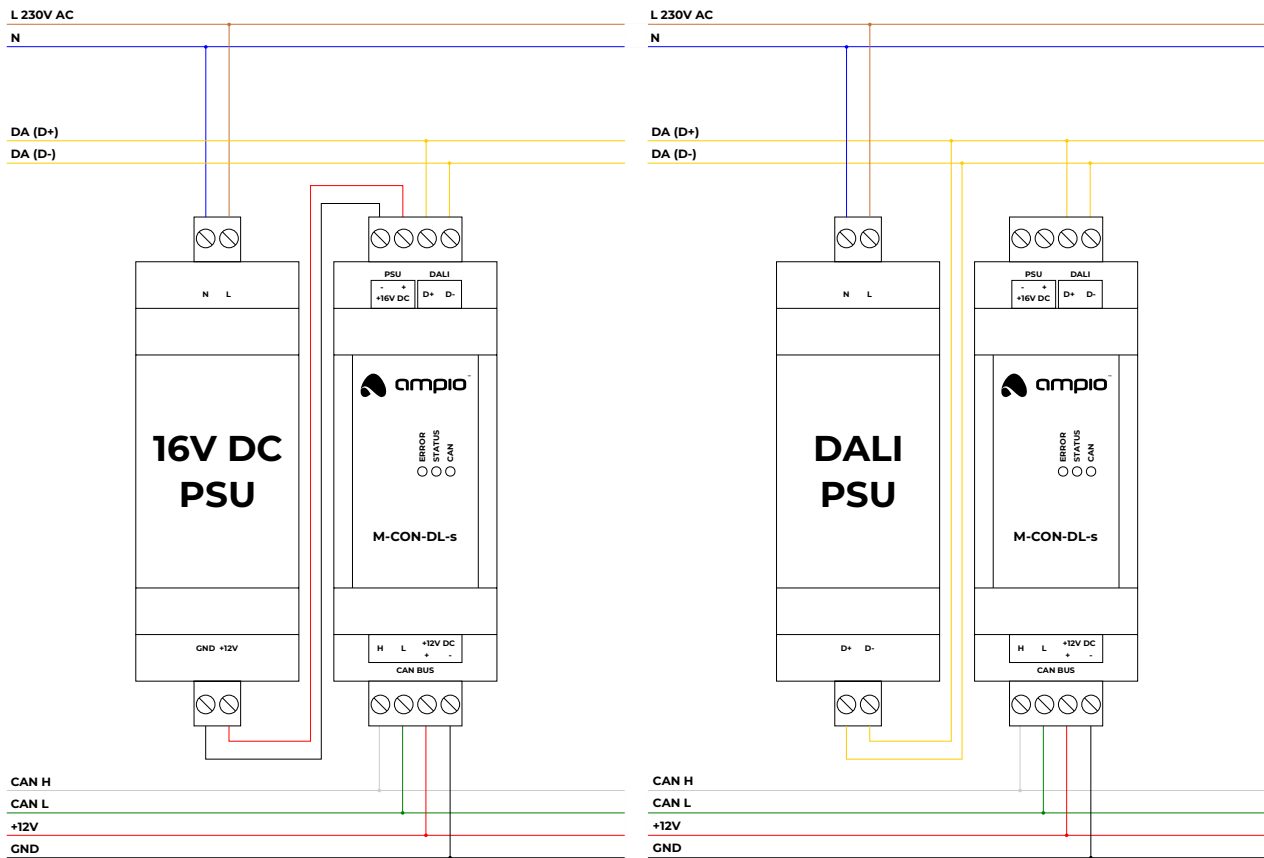 L 230V AC
N
DA (D+)
DA (D-)
N L
16V DC
PSU
GND +12V
PSU DALI
- +
+16V DC
D+ D-
ampio™
ERROR
STATUS
CAN
M-CON-DL-s
H L +12V DC
+ -
CAN BUS
CAN H
CAN L
+12V
GND
L 230V AC
N
DA (D+)
DA (D-)
N L
DALI
PSU
D+ D-
PSU DALI
- +
+16V DC
D+ D-
ampio™
ERROR
STATUS
CAN
M-CON-DL-s
H L +12V DC
+ -
CAN BUS
CAN H
CAN L
+12V
GND